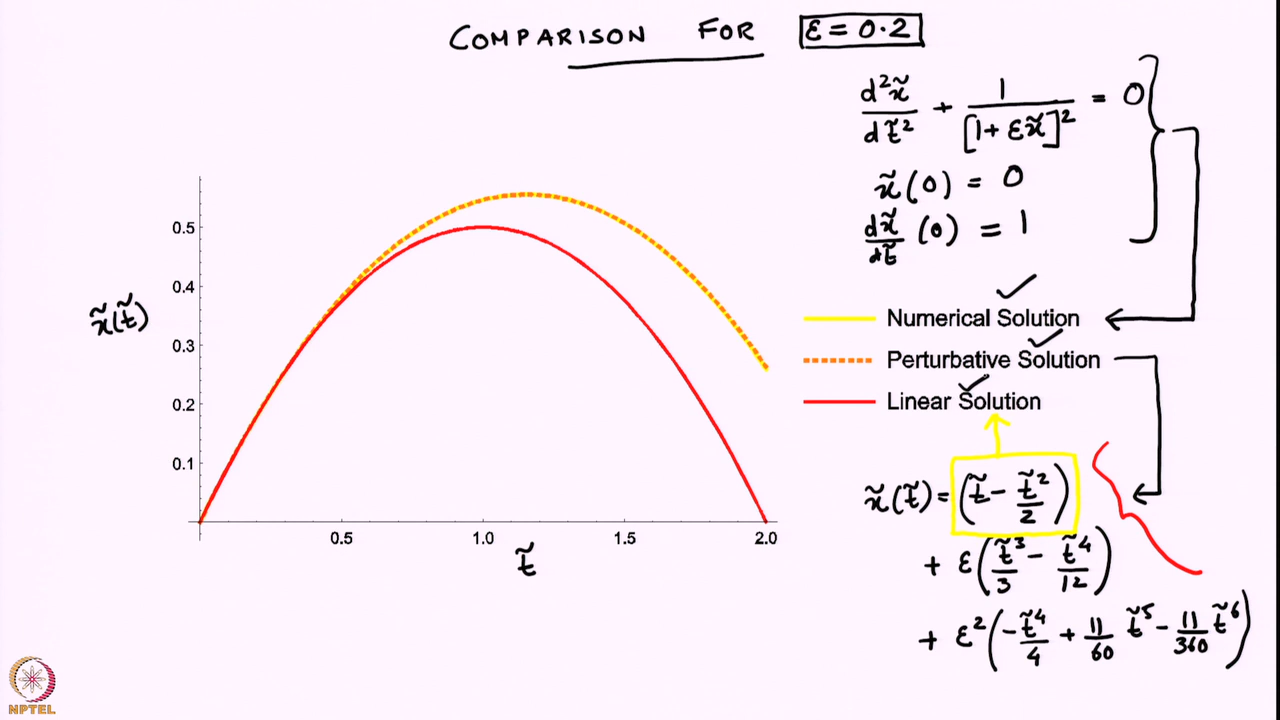 COMPARISON FOR ε = 0.2
d²x̃/dt̃² + 1/[1+ εx̃]² = 0
x̃(0) = 0
dx̃/dt̃ (0) = 1
0.5
0.4
0.3
0.2
0.1
x̃(t̃)
0.5 1.0 1.5 2.0
t̃
Numerical Solution
Perturbative Solution
Linear Solution
x̃(t̃) = (t̃ - t̃²/2)
+ ε(t̃³/3 - t̃⁴/12)
+ ε²(-t̃⁴/4 + 11/60 t̃⁵ - 11/360 t̃⁶)
NPTEL